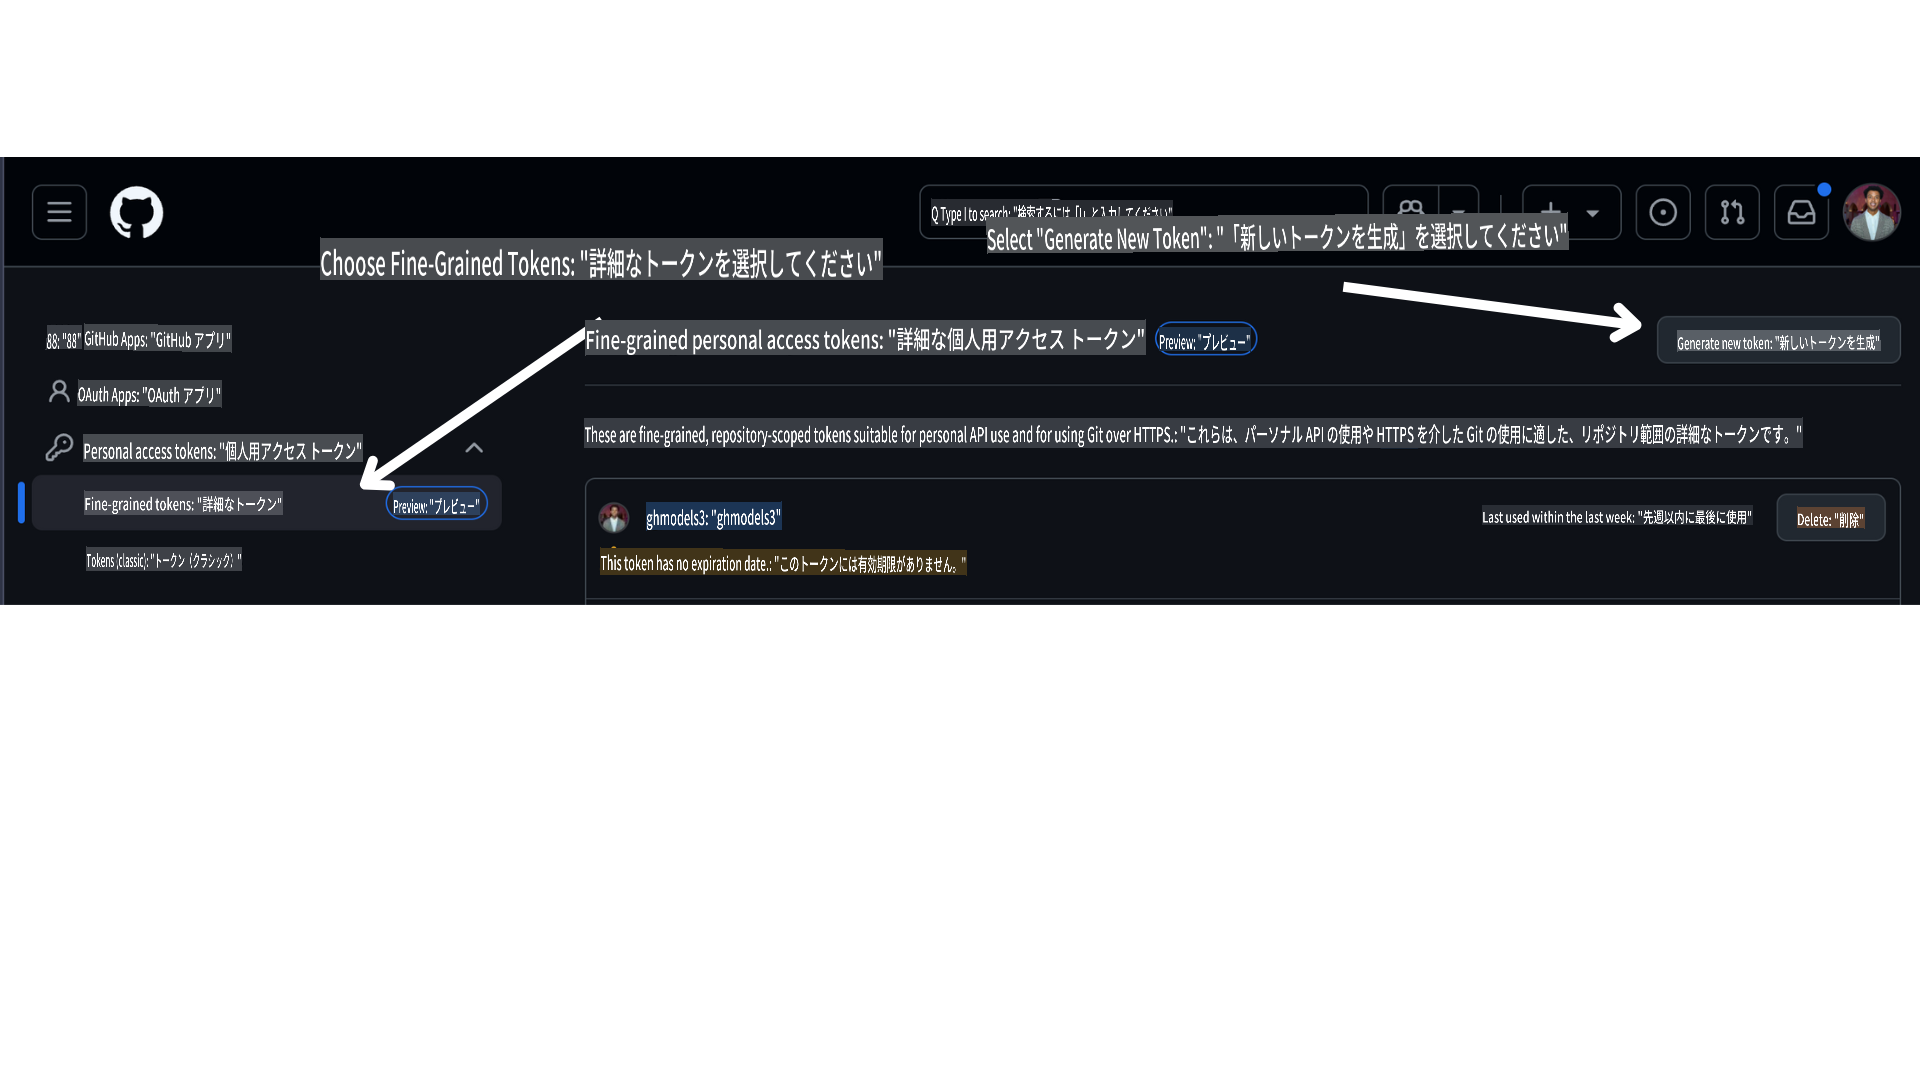 Q Type l to search: "検索するには「l」と入力してください"
Select "Generate New Token": "「新しいトークンを生成」を選択してください"
Choose Fine-Grained Tokens: "詳細なトークンを選択してください"
88: "88" GitHub Apps: "GitHub アプリ"
OAuth Apps: "OAuth アプリ"
Personal access tokens: "個人用アクセス トークン"
Fine-grained tokens: "詳細なトークン" Preview: "プレビュー"
Tokens (classic): "トークン（クラシック）"
Fine-grained personal access tokens: "詳細な個人用アクセス トークン" Preview: "プレビュー"
Generate new token: "新しいトークンを生成"
These are fine-grained, repository-scoped tokens suitable for personal API use and for using Git over HTTPS.: "これらは、パーソナル API の使用や HTTPS を介した Git の使用に適した、リポジトリ範囲の詳細なトークンです。"
ghmodels3: "ghmodels3"
Last used within the last week: "先週以内に最後に使用"
Delete: "削除"
This token has no expiration date.: "このトークンには有効期限がありません。"